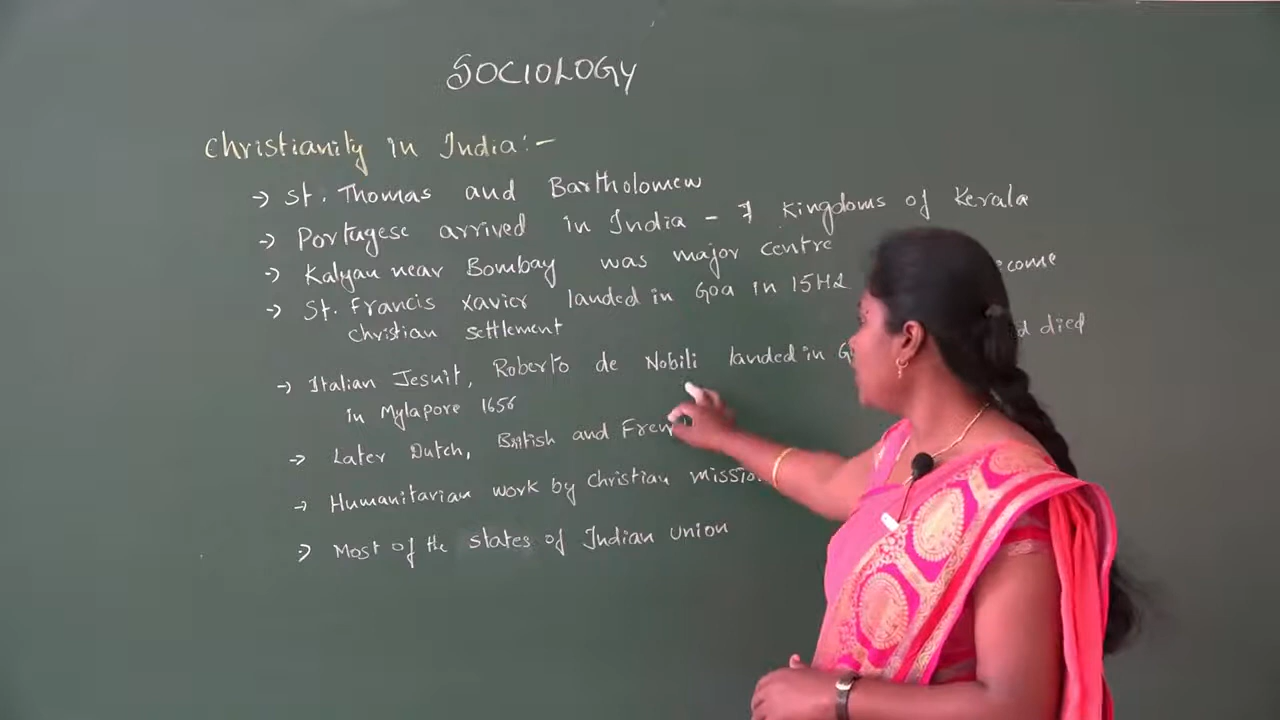 SOCIOLOGY
Christianity in India:-
→ St. Thomas and Bartholomew
→ Portugese arrived in India - 7 Kingdoms of Kerala
→ Kalyan near Bombay was major centre
→ St. Francis Xavier landed in Goa in 1542
Christian settlement
→ Italian Jesuit, Roberto de Nobili landed in died
in Mylapore 1656
→ Later Dutch, British and
→ Humanitarian work by Christian
→ Most of the states of Indian union